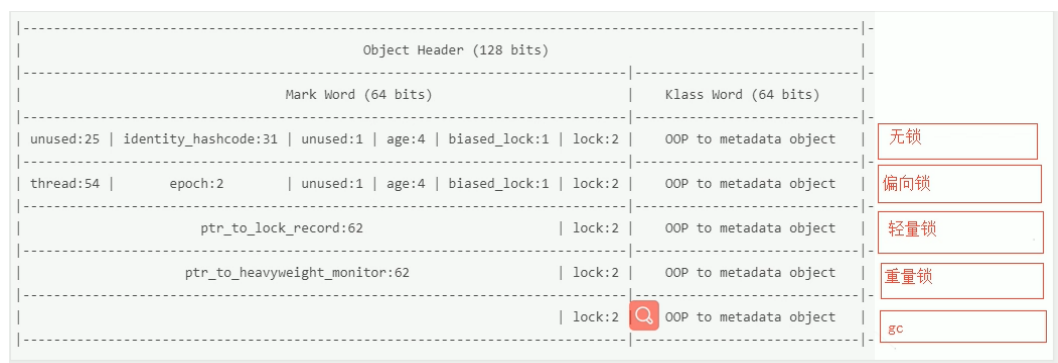 Object Header (128 bits)
Mark Word (64 bits) | Klass Word (64 bits)
unused:25 | identity_hashcode:31 | unused:1 | age:4 | biased_lock:1 | lock:2 | OOP to metadata object | 无锁
thread:54 | epoch:2 | unused:1 | age:4 | biased_lock:1 | lock:2 | OOP to metadata object | 偏向锁
ptr_to_lock_record:62 | lock:2 | OOP to metadata object | 轻量锁
ptr_to_heavyweight_monitor:62 | lock:2 | OOP to metadata object | 重量锁
| lock:2 | OOP to metadata object | gc